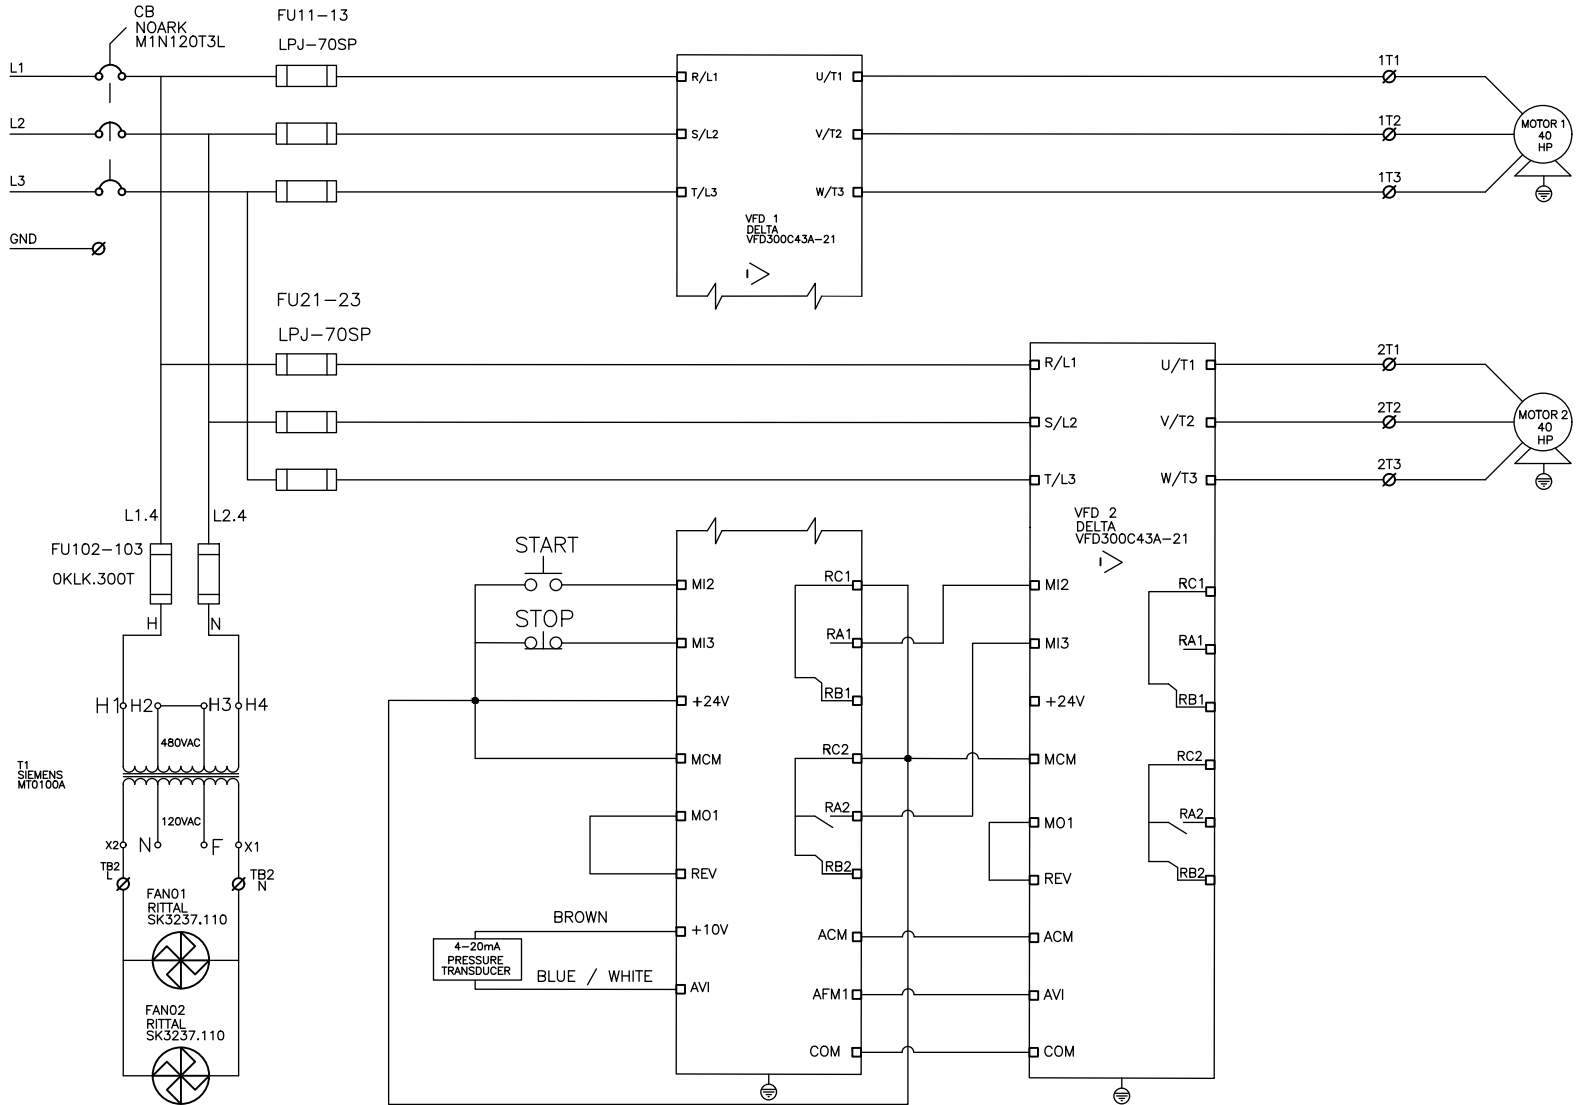 CB
NOARK
M1N120T3L
FU11-13
LPJ-70SP
L1
L2
L3
GND
R/L1
S/L2
T/L3
U/T1
V/T2
W/T3
VFD 1
DELTA
VFD300C43A-21
1T1
1T2
1T3
MOTOR 1
40
HP
FU21-23
LPJ-70SP
R/L1
S/L2
T/L3
U/T1
V/T2
W/T3
VFD 2
DELTA
VFD300C43A-21
2T1
2T2
2T3
MOTOR 2
40
HP
L1.4
L2.4
FU102-103
0KLK.300T
H
N
H1
H2
H3
H4
480VAC
T1
SIEMENS
MT0100A
120VAC
X2
N
F
X1
TB2
L
TB2
N
FAN01
RITTAL
SK3237.110
FAN02
RITTAL
SK3237.110
START
STOP
BROWN
4-20mA
PRESSURE
TRANSDUCER
BLUE / WHITE
MI2
MI3
+24V
MCM
MO1
REV
+10V
AVI
RC1
RA1
RB1
RC2
RA2
RB2
ACM
AFM1
COM
MI2
MI3
+24V
MCM
MO1
REV
ACM
AVI
COM
RC1
RA1
RB1
RC2
RA2
RB2